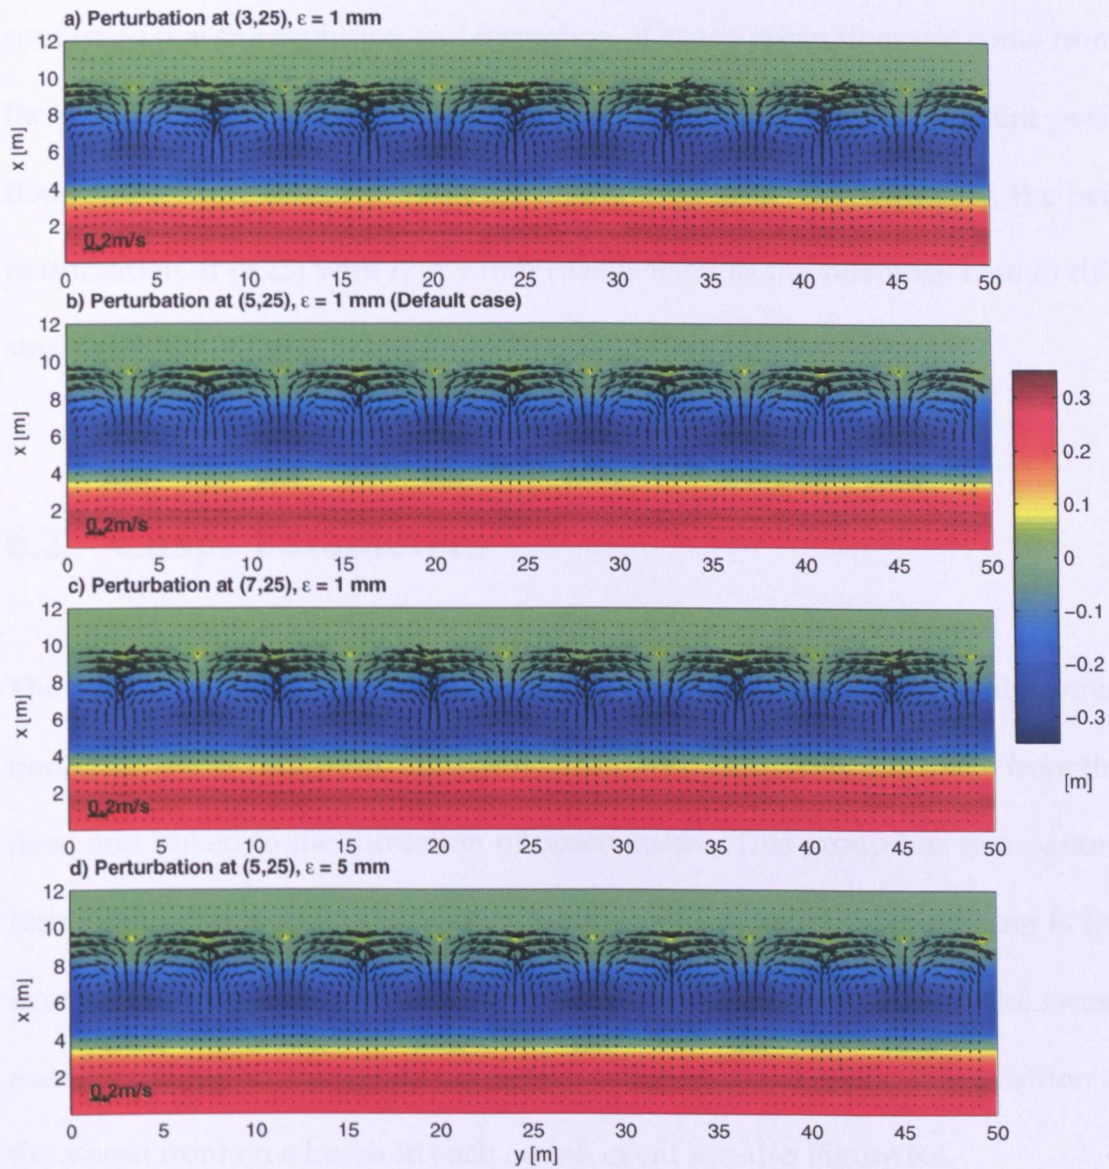 a) Perturbation at (3,25), ε = 1 mm
12
10
8
6
4
2
x [m]
0.2m/s
0 5 10 15 20 25 30 35 40 45 50
b) Perturbation at (5,25), ε = 1 mm (Default case)
12
10
8
6
4
2
x [m]
0.2m/s
0 5 10 15 20 25 30 35 40 45 50
c) Perturbation at (7,25), ε = 1 mm
12
10
8
6
4
2
x [m]
0.2m/s
0 5 10 15 20 25 30 35 40 45 50
d) Perturbation at (5,25), ε = 5 mm
12
10
8
6
4
2
x [m]
0.2m/s
0 5 10 15 20 25 30 35 40 45 50
y [m]
0.3
0.2
0.1
0
−0.1
−0.2
−0.3
[m]